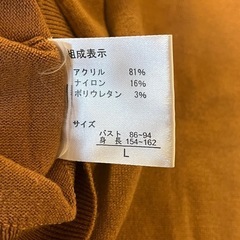 組成表示
アクリル 81%
ナイロン 16%
ポリウレタン 3%
サイズ
バスト 86~94
身長 154~162
L